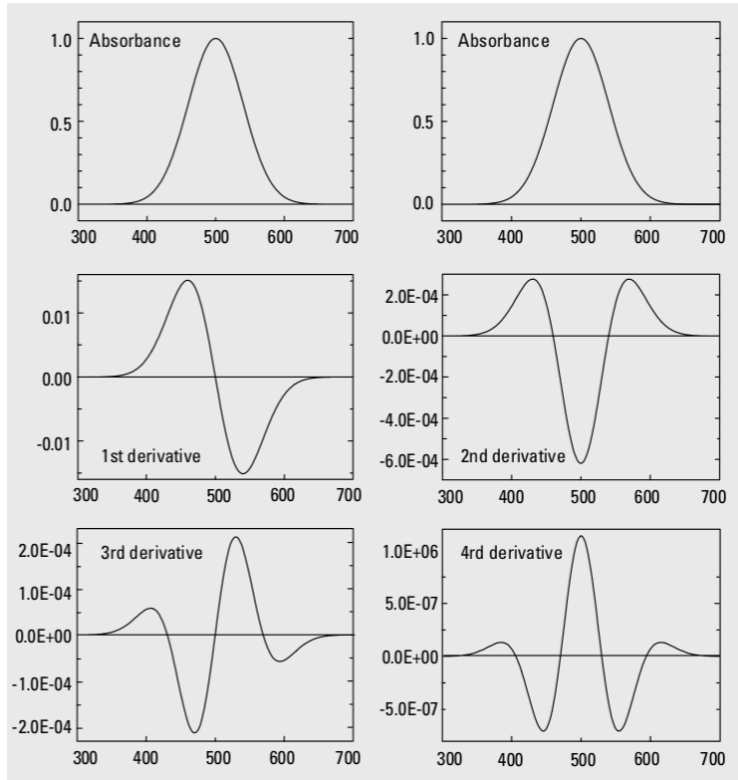 Absorbance
1.0
0.5
0.0
300 400 500 600 700
Absorbance
1.0
0.5
0.0
300 400 500 600 700
0.01
0.00
-0.01
1st derivative
300 400 500 600 700
2.0E-04
0.0E+00
-2.0E-04
-4.0E-04
-6.0E-04
2nd derivative
300 400 500 600 700
2.0E-04
3rd derivative
1.0E-04
0.0E+00
-1.0E-04
-2.0E-04
300 400 500 600 700
1.0E+06
4rd derivative
5.0E-07
0.0E+00
-5.0E-07
300 400 500 600 700